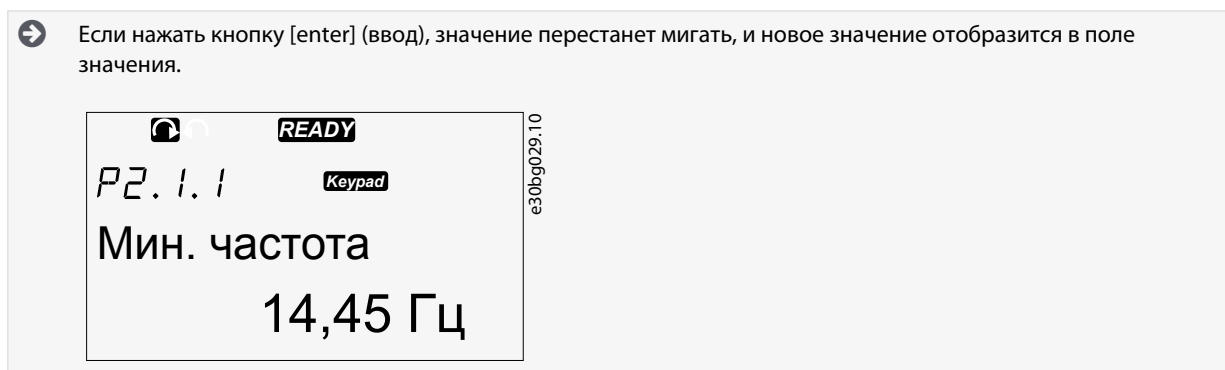 Если нажать кнопку [enter] (ввод), значение перестанет мигать, и новое значение отобразится в поле
значения.
READY
P2.1.1 Keypad
Мин. частота
14,45 Гц
e30bg029.10